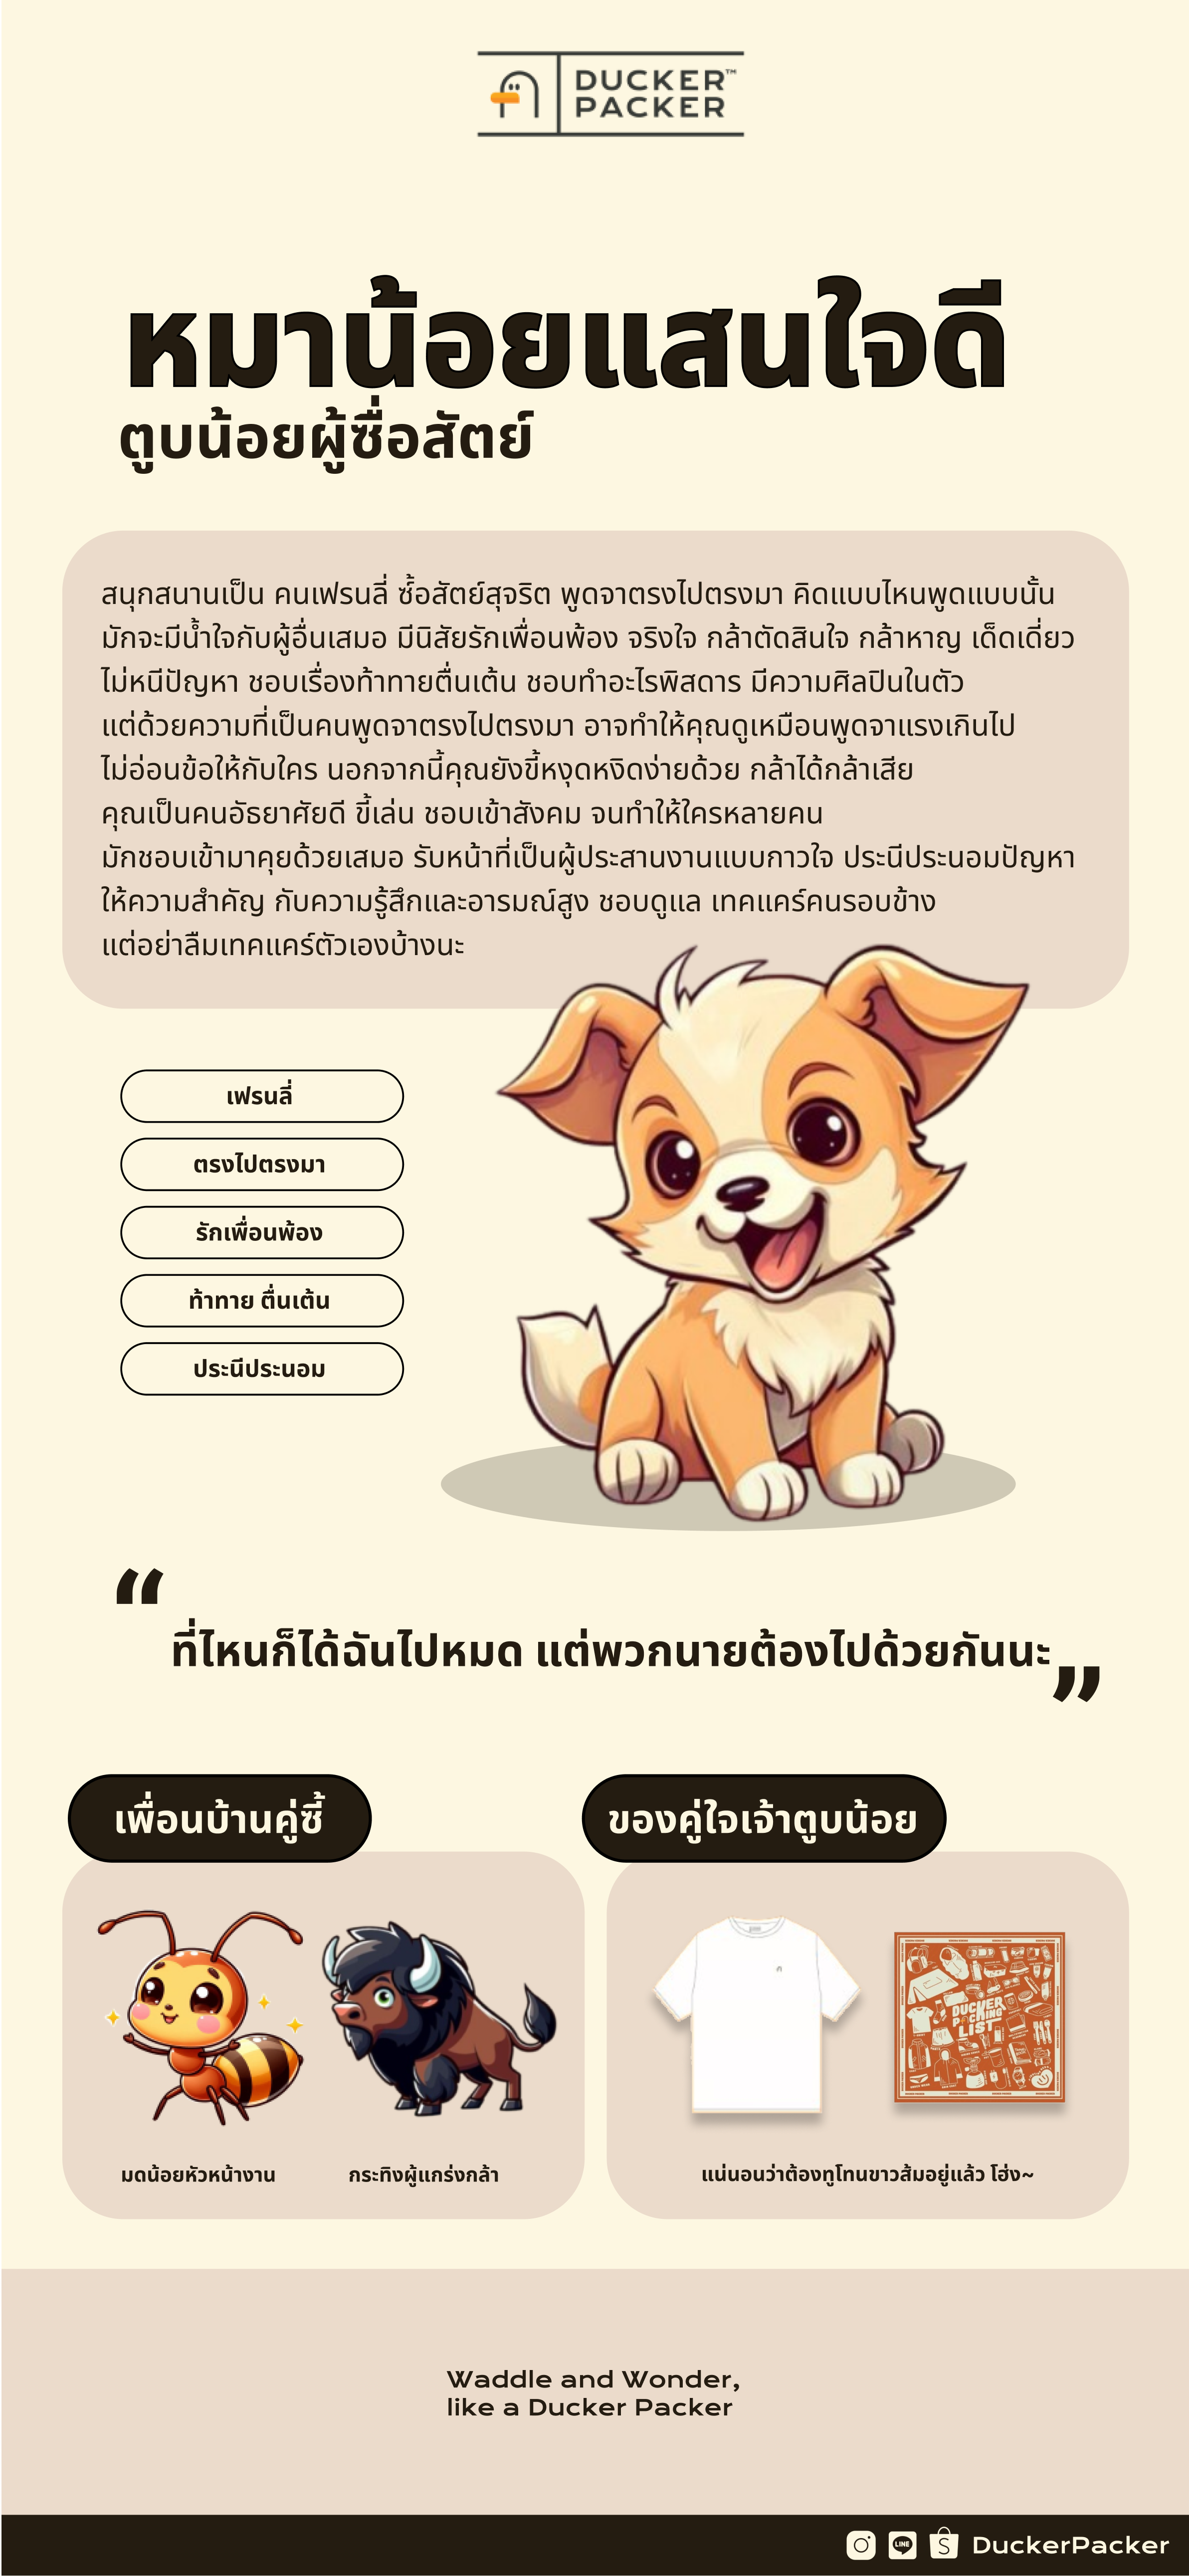 DUCKER™
PACKER
หมาน้อยแสนใจดี
ตูบน้อยผู้ซื่อสัตย์
สนุกสนานเป็น คนเฟรนลี่ ซื้อสัตย์สุจริต พูดจาตรงไปตรงมา คิดแบบไหนพูดแบบนั้น
มักจะมีน้ำใจกับผู้อื่นเสมอ มีนิสัยรักเพื่อนพ้อง จริงใจ กล้าตัดสินใจ กล้าหาญ เด็ดเดี่ยว
ไม่หนีปัญหา ชอบเรื่องท้าทายตื่นเต้น ชอบทำอะไรพิสดาร มีความศิลปินในตัว
แต่ด้วยความที่เป็นคนพูดจาตรงไปตรงมา อาจทำให้คุณดูเหมือนพูดจาแรงเกินไป
ไม่อ่อนข้อให้กับใคร นอกจากนี้คุณยังขี้หงุดหงิดง่ายด้วย กล้าได้กล้าเสีย
คุณเป็นคนอัธยาศัยดี ขี้เล่น ชอบเข้าสังคม จนทำให้ใครหลายคน
มักชอบเข้ามาคุยด้วยเสมอ รับหน้าที่เป็นผู้ประสานงานแบบกาวใจ ประนีประนอมปัญหา
ให้ความสำคัญ กับความรู้สึกและอารมณ์สูง ชอบดูแล เทคแคร์คนรอบข้าง
แต่อย่าลืมเทคแคร์ตัวเองบ้างนะ
เฟรนลี่
ตรงไปตรงมา
รักเพื่อนพ้อง
ท้าทาย ตื่นเต้น
ประนีประนอม
“ที่ไหนก็ได้ฉันไปหมด แต่พวกนายต้องไปด้วยกันนะ”
เพื่อนบ้านคู่ซี้
ของคู่ใจเจ้าตูบน้อย
DUCKER
PACKING
LIST
มดน้อยหัวหน้างาน
กระทิงผู้แกร่งกล้า
แน่นอนว่าต้องทูโทนขาวส้มอยู่แล้ว โฮ่ง~
Waddle and Wonder,
like a Ducker Packer
LINE
DuckerPacker